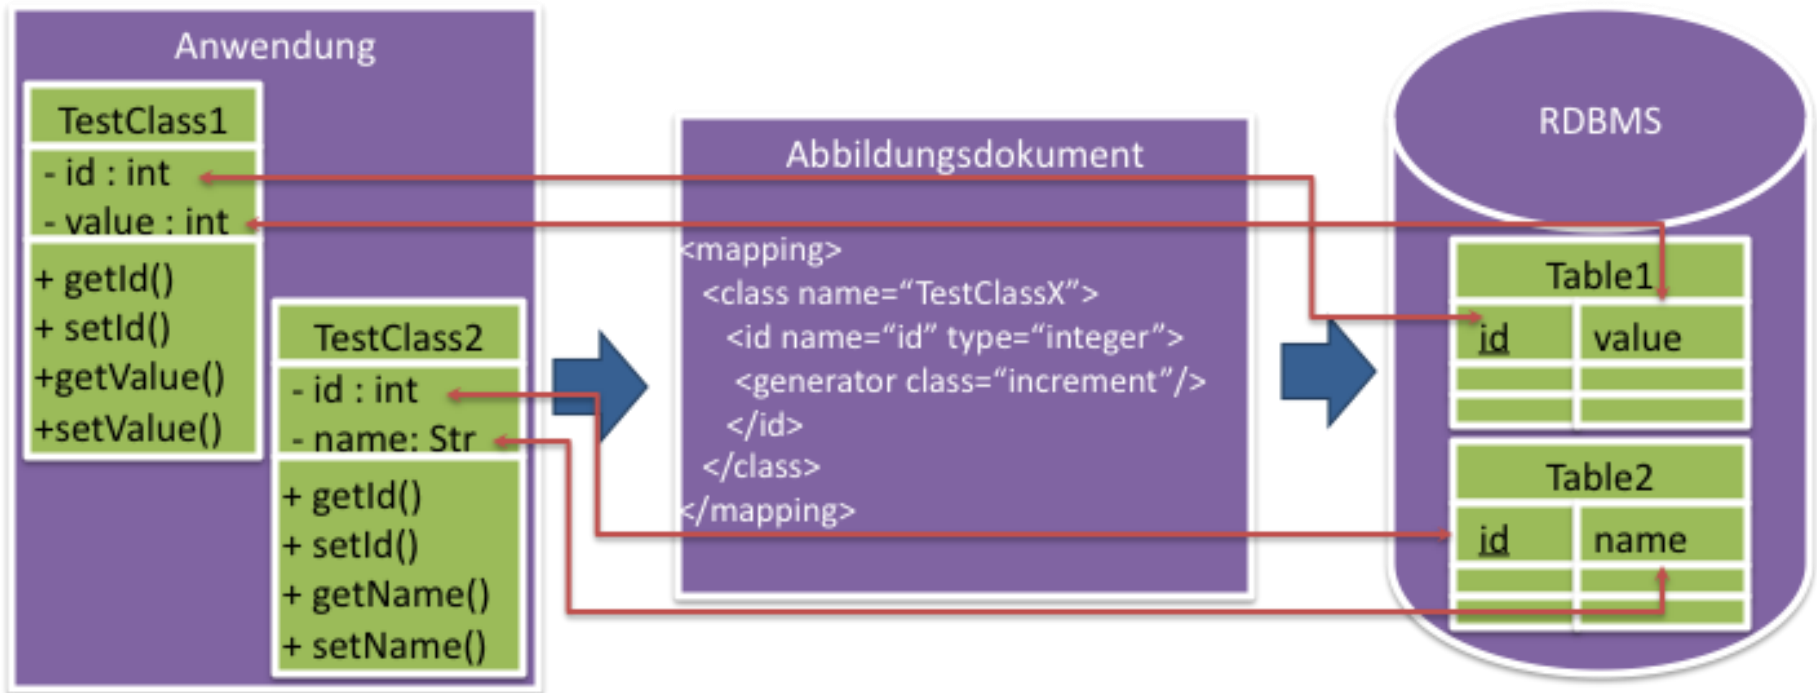 Anwendung
TestClass1
- id : int
- value : int
+ getId()
+ setId()
+getValue()
+setValue()
TestClass2
- id : int
- name: Str
+ getId()
+ setId()
+ getName()
+ setName()
Abbildungsdokument
<mapping>
<class name=“TestClassX”>
<id name=“id” type=“integer”>
<generator class=“increment”/>
</id>
</class>
</mapping>
RDBMS
Table1
id value
Table2
id name